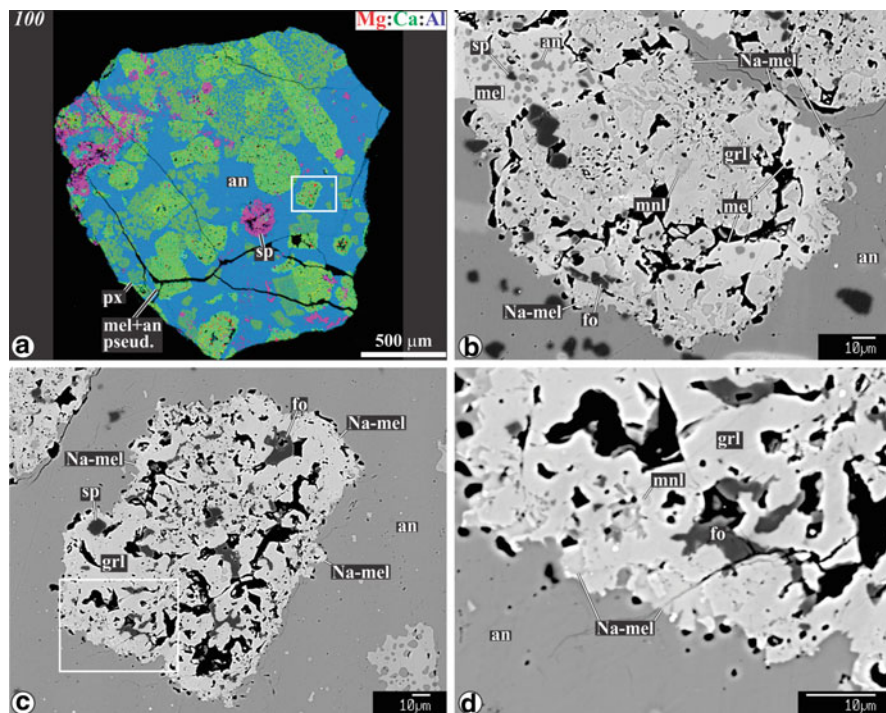 100
Mg:Ca:Al
an
sp
px
mel+an
pseud.
500 μm
a
sp
an
Na-mel
mel
grl
mnl
mel
an
Na-mel
fo
10μm
b
fo
Na-mel
Na-mel
sp
an
grl
Na-mel
10μm
c
grl
mnl
fo
Na-mel
an
10μm
d